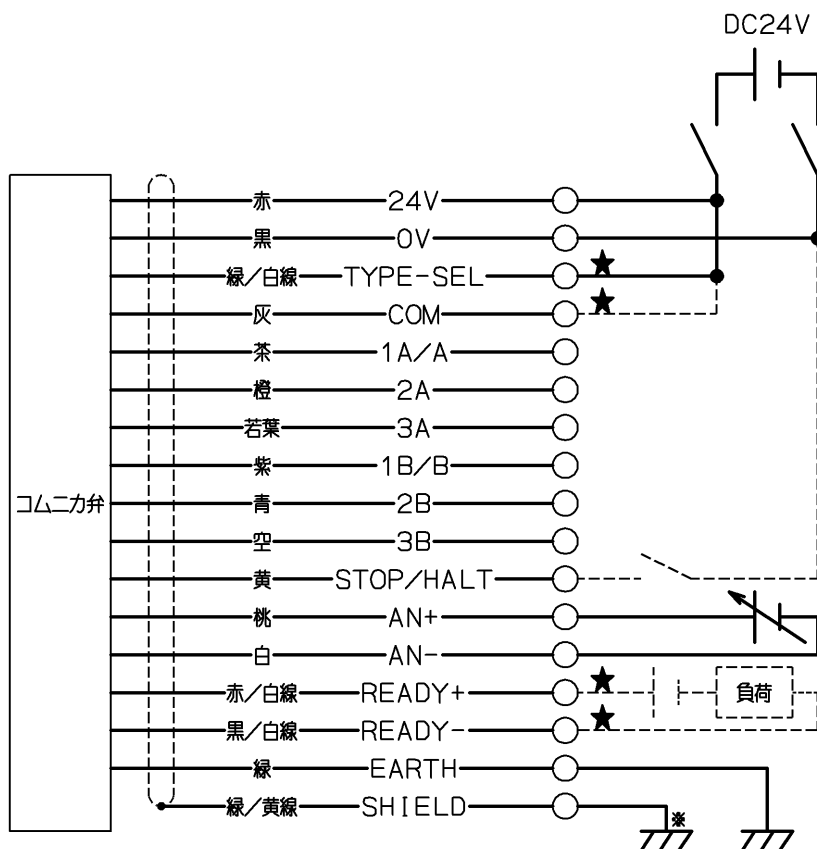 DC24V
赤 24V
黒 0V
緑/白線 TYPE-SEL ★
灰 COM ★
茶 1A/A
橙 2A
若葉 3A
紫 1B/B
コムニカ弁
青 2B
空 3B
黄 STOP/HALT
桃 AN+
白 AN-
赤/白線 READY+ ★ 負荷
黒/白線 READY- ★
緑 EARTH
緑/黄線 SHIELD ※